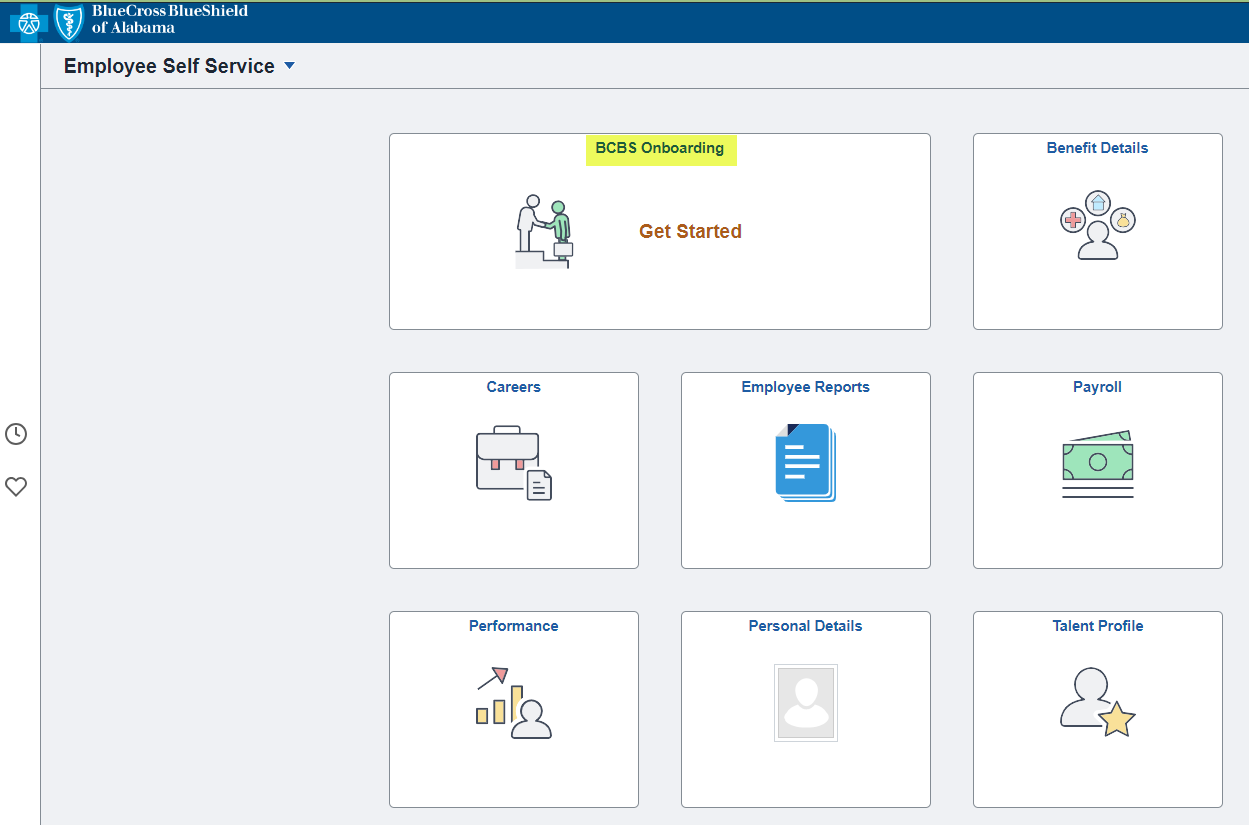 BlueCross BlueShield
of Alabama
Employee Self Service
BCBS Onboarding
Get Started
Benefit Details
Careers
Employee Reports
Payroll
Performance
Personal Details
Talent Profile